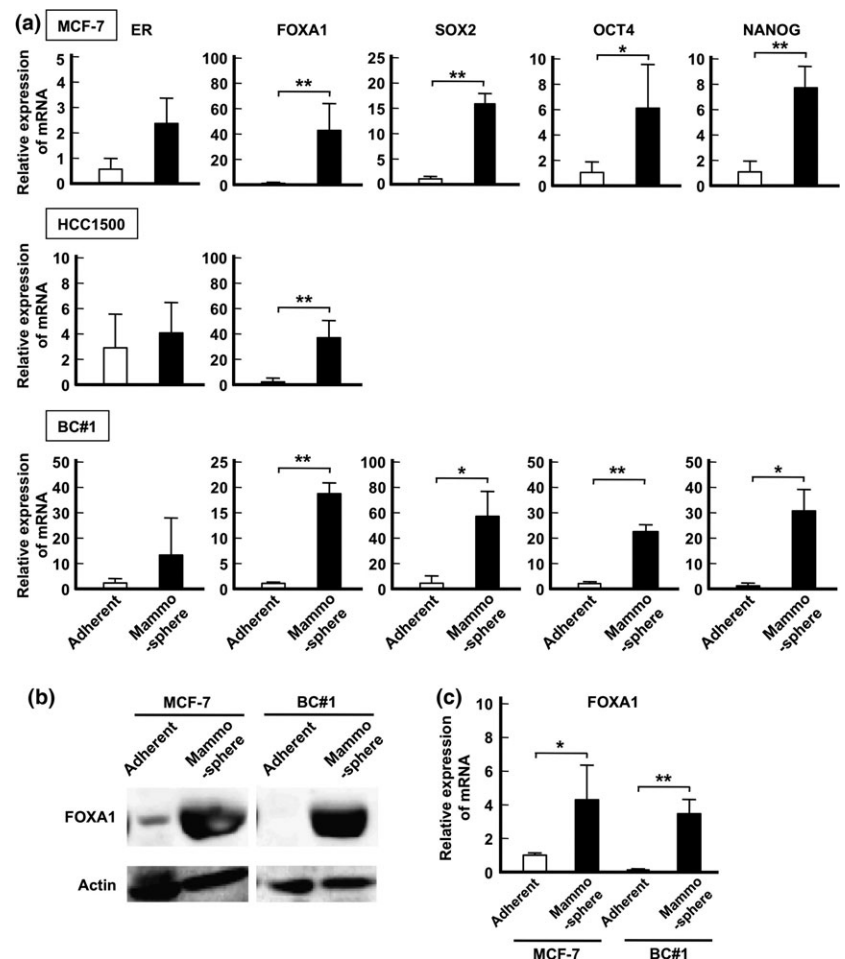 (a) MCF-7 ER FOXA1 SOX2 OCT4 NANOG
Relative expression
of mRNA
5 4 3 2 1 0
100 80 60 40 20 0
**
25 20 15 10 5 0
**
10 8 6 4 2 0
*
10 8 6 4 2 0
**
HCC1500
Relative expression
of mRNA
10 8 6 4 2 0
100 80 60 40 20 0
**
BC#1
Relative expression
of mRNA
50 40 30 20 10 0
25 20 15 10 5 0
**
100 80 60 40 20 0
*
50 40 30 20 10 0
**
50 40 30 20 10 0
*
Adherent Mammo Adherent Mammo Adherent Mammo Adherent Mammo Adherent Mammo
-sphere -sphere -sphere -sphere -sphere
(b) MCF-7 BC#1
Adherent Mammo Adherent Mammo
-sphere -sphere
FOXA1
Actin
(c) FOXA1
Relative expression
of mRNA
10 8 6 4 2 0
* **
Adherent Mammo Adherent Mammo
-sphere -sphere
MCF-7 BC#1